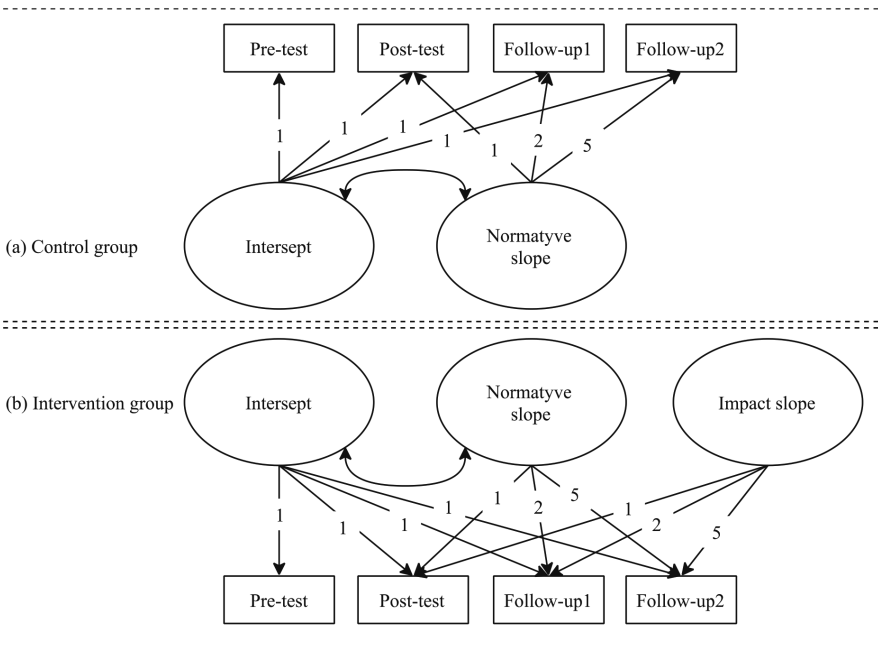 Pre-test
Post-test
Follow-up1
Follow-up2
1
1
1
1
1
2
5
(a) Control group
Intersept
Normatyve
slope
(b) Intervention group
Intersept
Normatyve
slope
Impact slope
1
1
1
1
1
2
5
1
2
5
Pre-test
Post-test
Follow-up1
Follow-up2